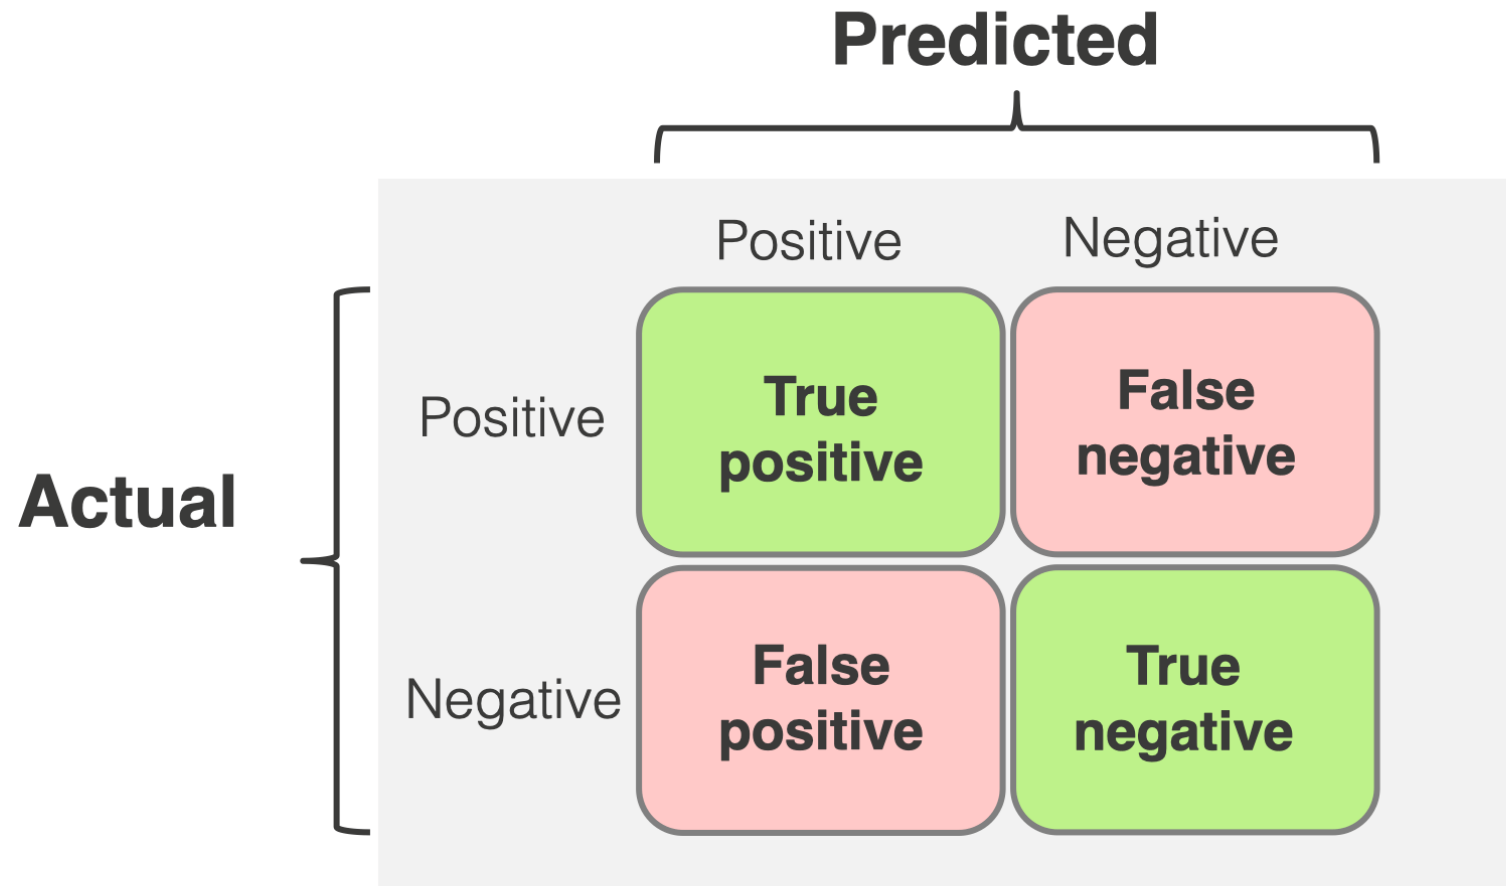 Predicted
Positive Negative
Positive
True
positive
False
negative
Actual
Negative
False
positive
True
negative